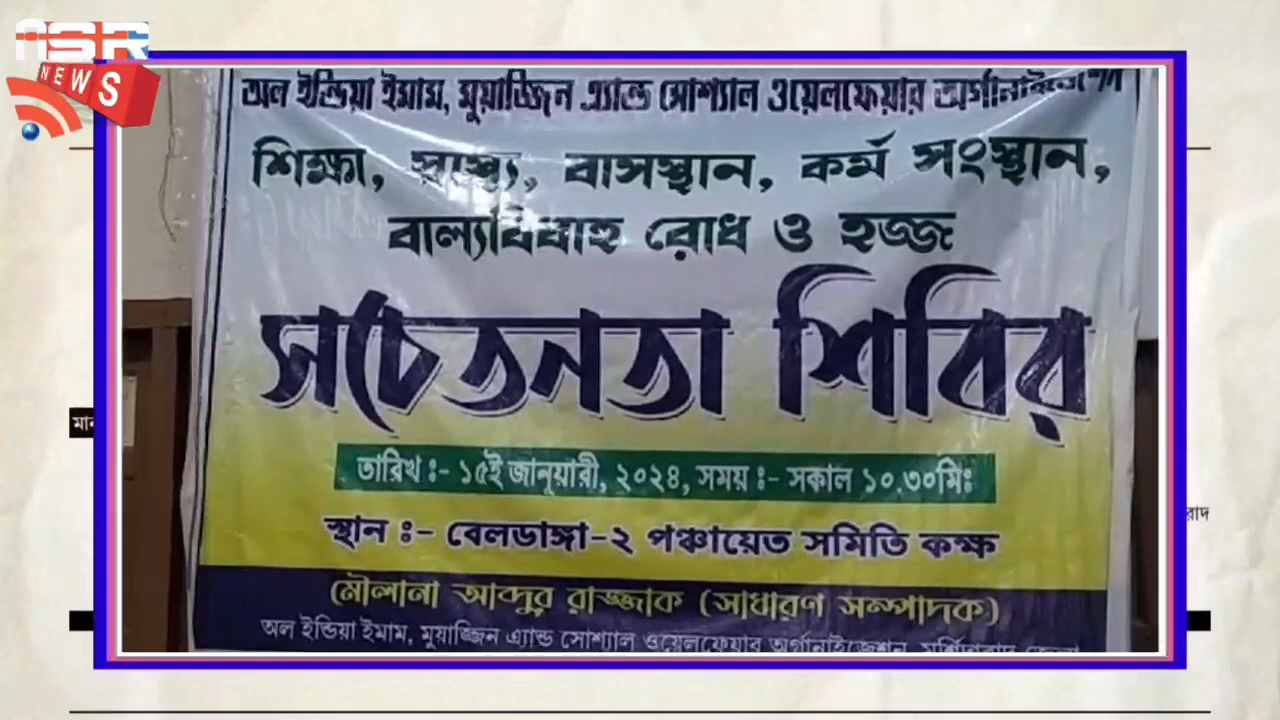 NSR
NEWS
অল ইন্ডিয়া ইমাম, মুয়াজ্জিন এ্যান্ড সোশ্যাল ওয়েলফেয়ার অর্গানাইজেশন
শিক্ষা, স্বাস্থ্য, বাসস্থান, কর্ম সংস্থান,
বাল্যবিবাহ রোধ ও হজ্জ
সচেতনতা শিবির
তারিখ ঃ- ১৫ই জানুয়ারী, ২০২৪, সময় ঃ- সকাল ১০.৩০মিঃ
স্থান ঃ- বেলডাঙ্গা-২ পঞ্চায়েত সমিতি কক্ষ
মৌলানা আব্দুর রাজ্জাক (সাধারণ সম্পাদক)
অল ইন্ডিয়া ইমাম, মুয়াজ্জিন এ্যান্ড সোশ্যাল ওয়েলফেয়ার অর্গানাইজেশন, মুর্শিদাবাদ জেলা